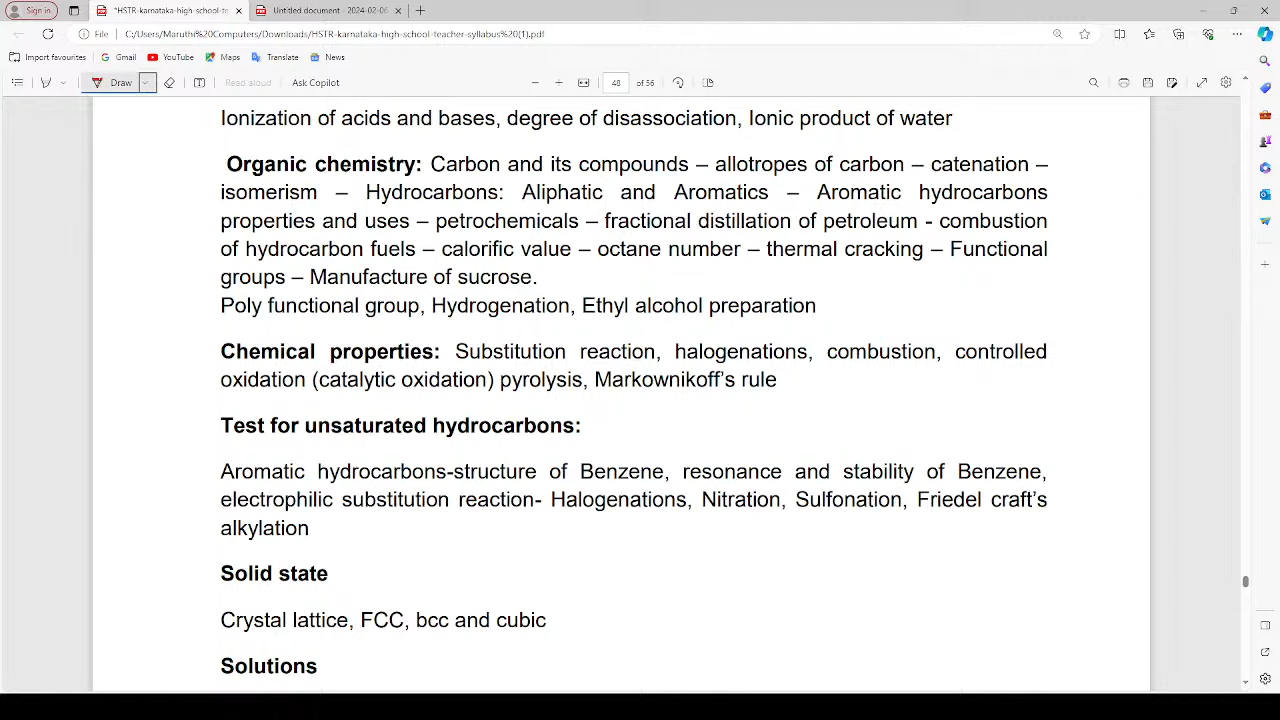 Sign in
*HSTR-karnataka-high-school-te
Untitled document - 2024-02-06
File
C:/Users/Maruthi%20Computers/Downloads/HSTR-karnataka-high-school-teacher-syllabus%20(1).pdf
Import favourites
Gmail
YouTube
Maps
Translate
News
Draw
Read aloud
Ask Copilot
48
of 56
Ionization of acids and bases, degree of disassociation, Ionic product of water
Organic chemistry: Carbon and its compounds – allotropes of carbon – catenation –
isomerism – Hydrocarbons: Aliphatic and Aromatics – Aromatic hydrocarbons
properties and uses – petrochemicals – fractional distillation of petroleum - combustion
of hydrocarbon fuels – calorific value – octane number – thermal cracking – Functional
groups – Manufacture of sucrose.
Poly functional group, Hydrogenation, Ethyl alcohol preparation
Chemical properties: Substitution reaction, halogenations, combustion, controlled
oxidation (catalytic oxidation) pyrolysis, Markownikoff’s rule
Test for unsaturated hydrocarbons:
Aromatic hydrocarbons-structure of Benzene, resonance and stability of Benzene,
electrophilic substitution reaction- Halogenations, Nitration, Sulfonation, Friedel craft’s
alkylation
Solid state
Crystal lattice, FCC, bcc and cubic
Solutions